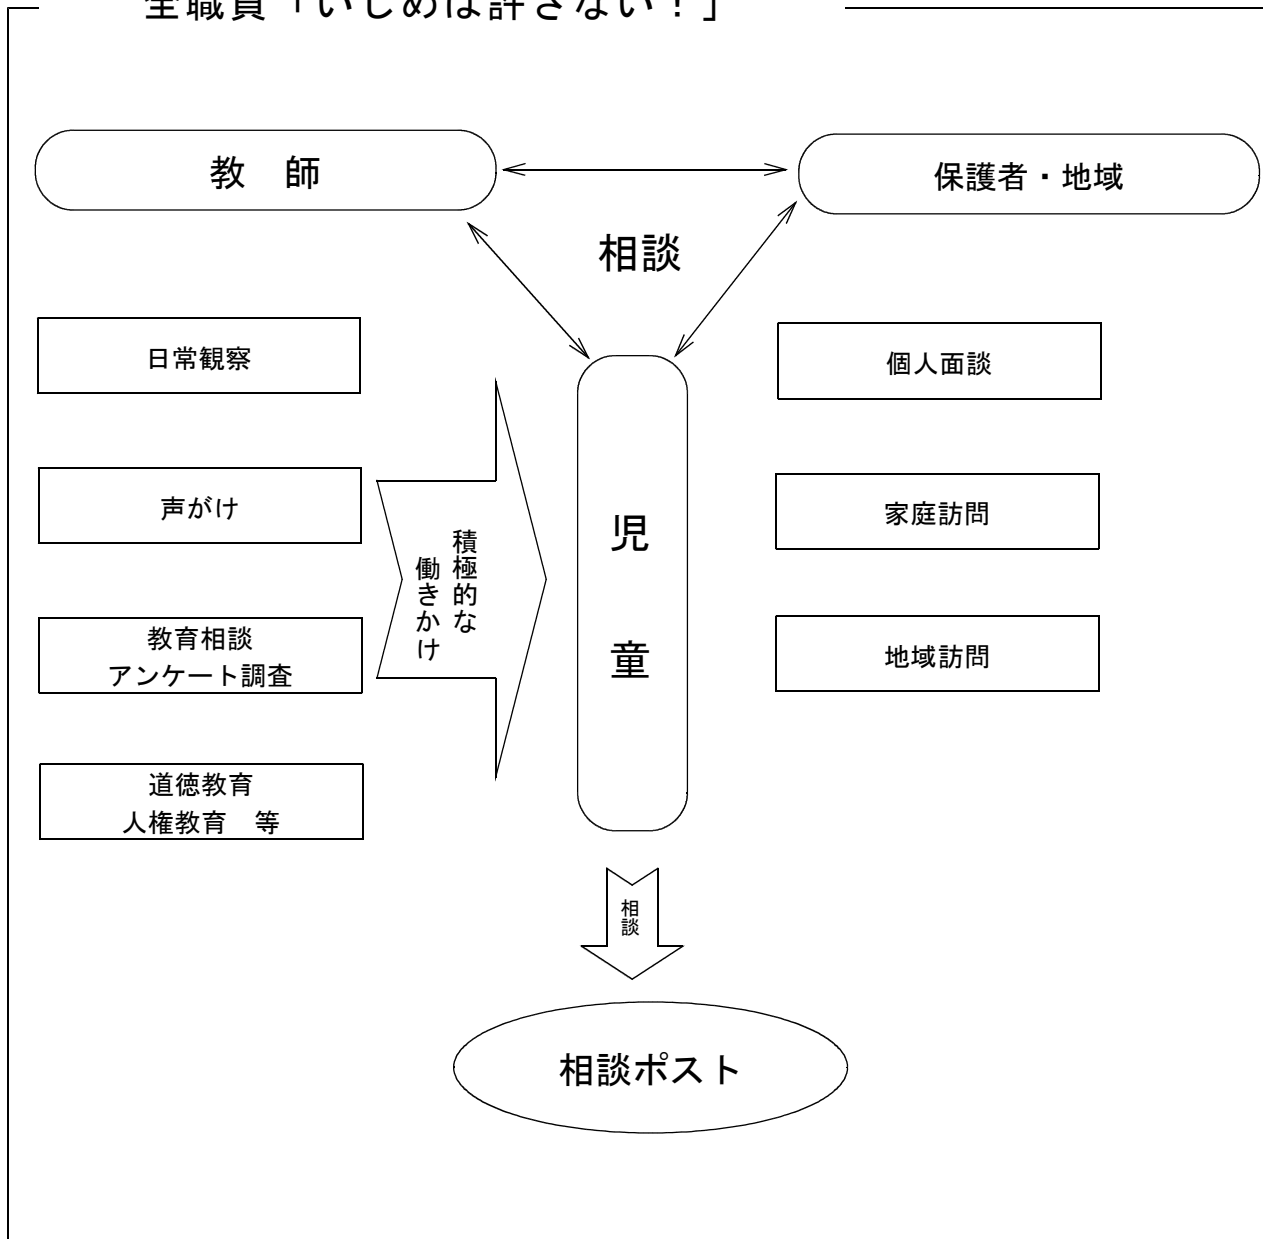 全職員「いじめは許さない！」
教　師
保護者・地域
相談
日常観察
個人面談
声がけ
家庭訪問
積極的な
働きかけ
児童
教育相談
アンケート調査
地域訪問
道徳教育
人権教育　等
相談
相談ポスト